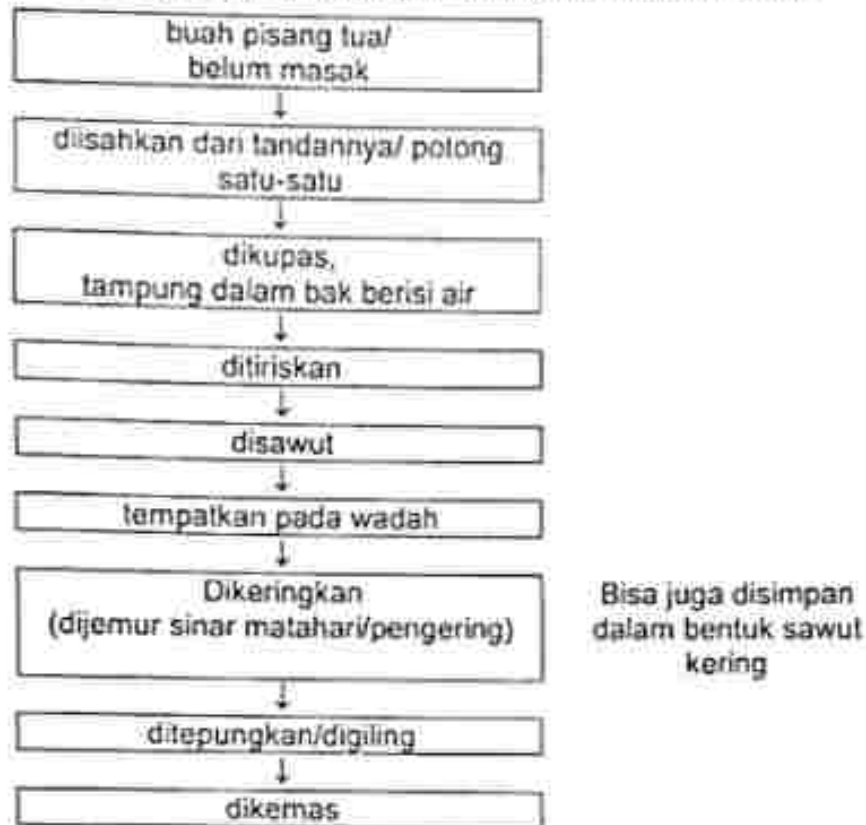 buah pisang tua/
belum masak
diisahkan dari tandannya/ polong
satu-satu
dikupas,
tampung dalam bak berisi air
ditiriskan
disawut
tempatkan pada wadah
Dikeringkan
(dijemur sinar matahari/pengering)
Bisa juga disimpan
dalam bentuk sawut
kering
ditepungkan/digiling
dikemas